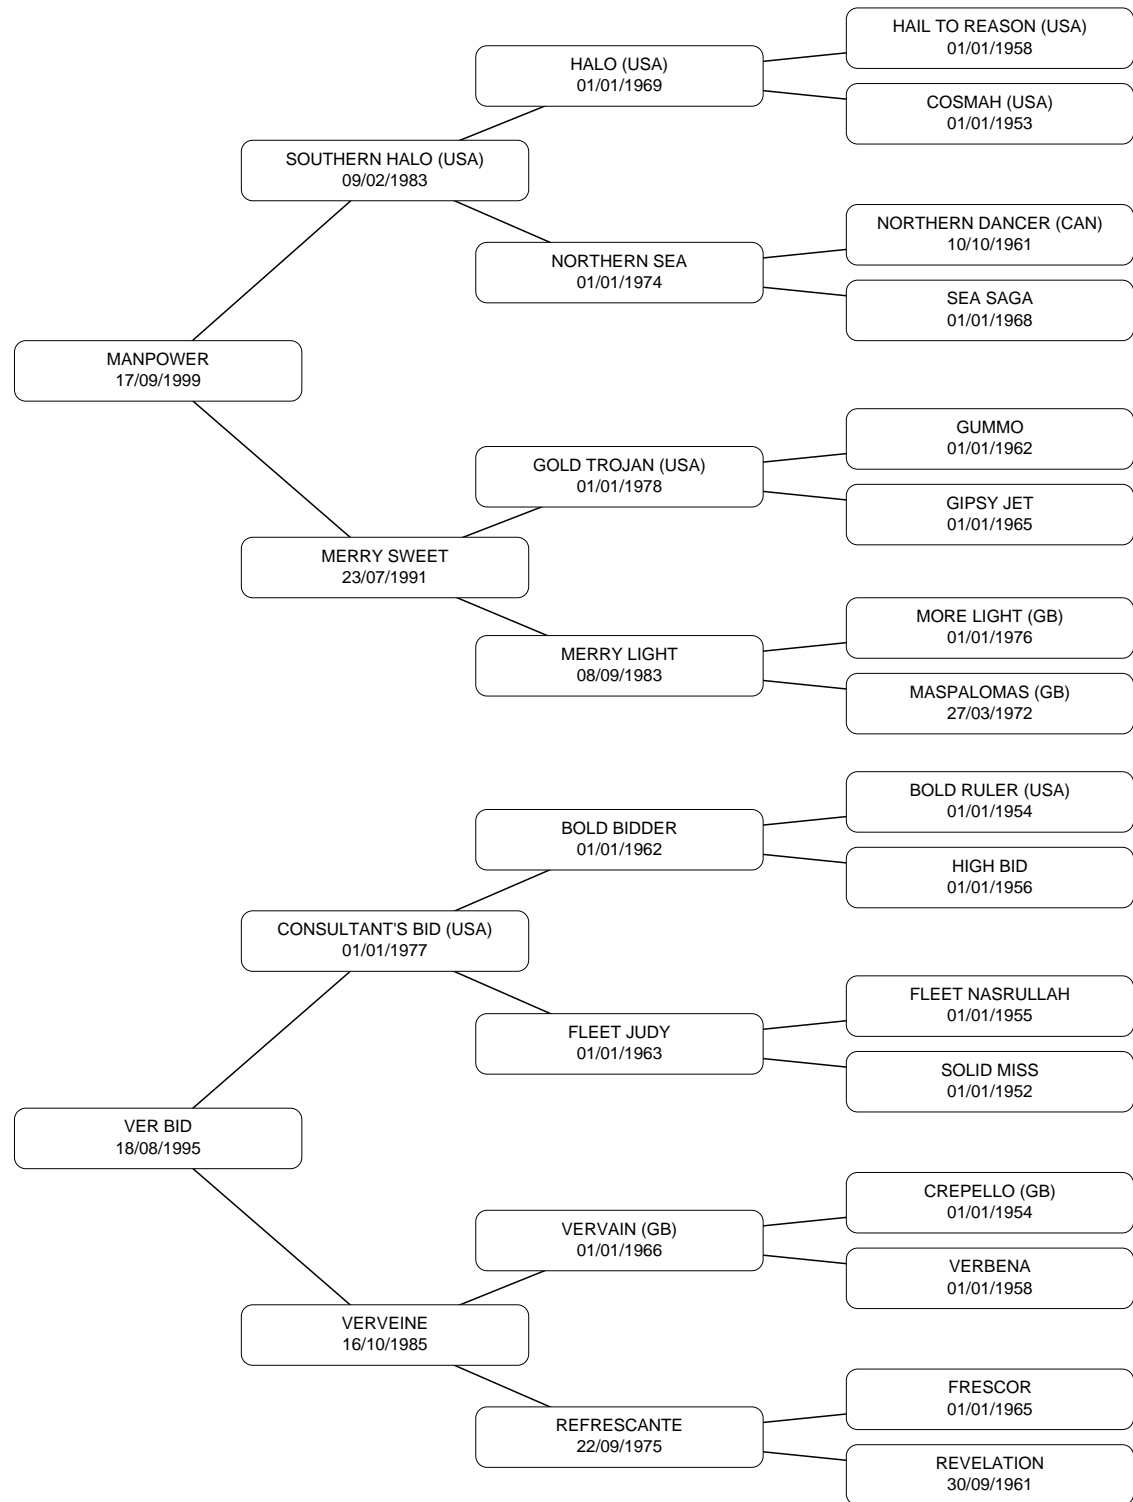 HAIL TO REASON (USA)
01/01/1958
HALO (USA)
01/01/1969
COSMAH (USA)
01/01/1953
SOUTHERN HALO (USA)
09/02/1983
NORTHERN DANCER (CAN)
10/10/1961
NORTHERN SEA
01/01/1974
SEA SAGA
01/01/1968
MANPOWER
17/09/1999
GUMMO
01/01/1962
GOLD TROJAN (USA)
01/01/1978
GIPSY JET
01/01/1965
MERRY SWEET
23/07/1991
MORE LIGHT (GB)
01/01/1976
MERRY LIGHT
08/09/1983
MASPALOMAS (GB)
27/03/1972
BOLD RULER (USA)
01/01/1954
BOLD BIDDER
01/01/1962
HIGH BID
01/01/1956
CONSULTANT'S BID (USA)
01/01/1977
FLEET NASRULLAH
01/01/1955
FLEET JUDY
01/01/1963
SOLID MISS
01/01/1952
VER BID
18/08/1995
CREPELLO (GB)
01/01/1954
VERVAIN (GB)
01/01/1966
VERBENA
01/01/1958
VERVEINE
16/10/1985
FRESCOR
01/01/1965
REFRESCANTE
22/09/1975
REVELATION
30/09/1961